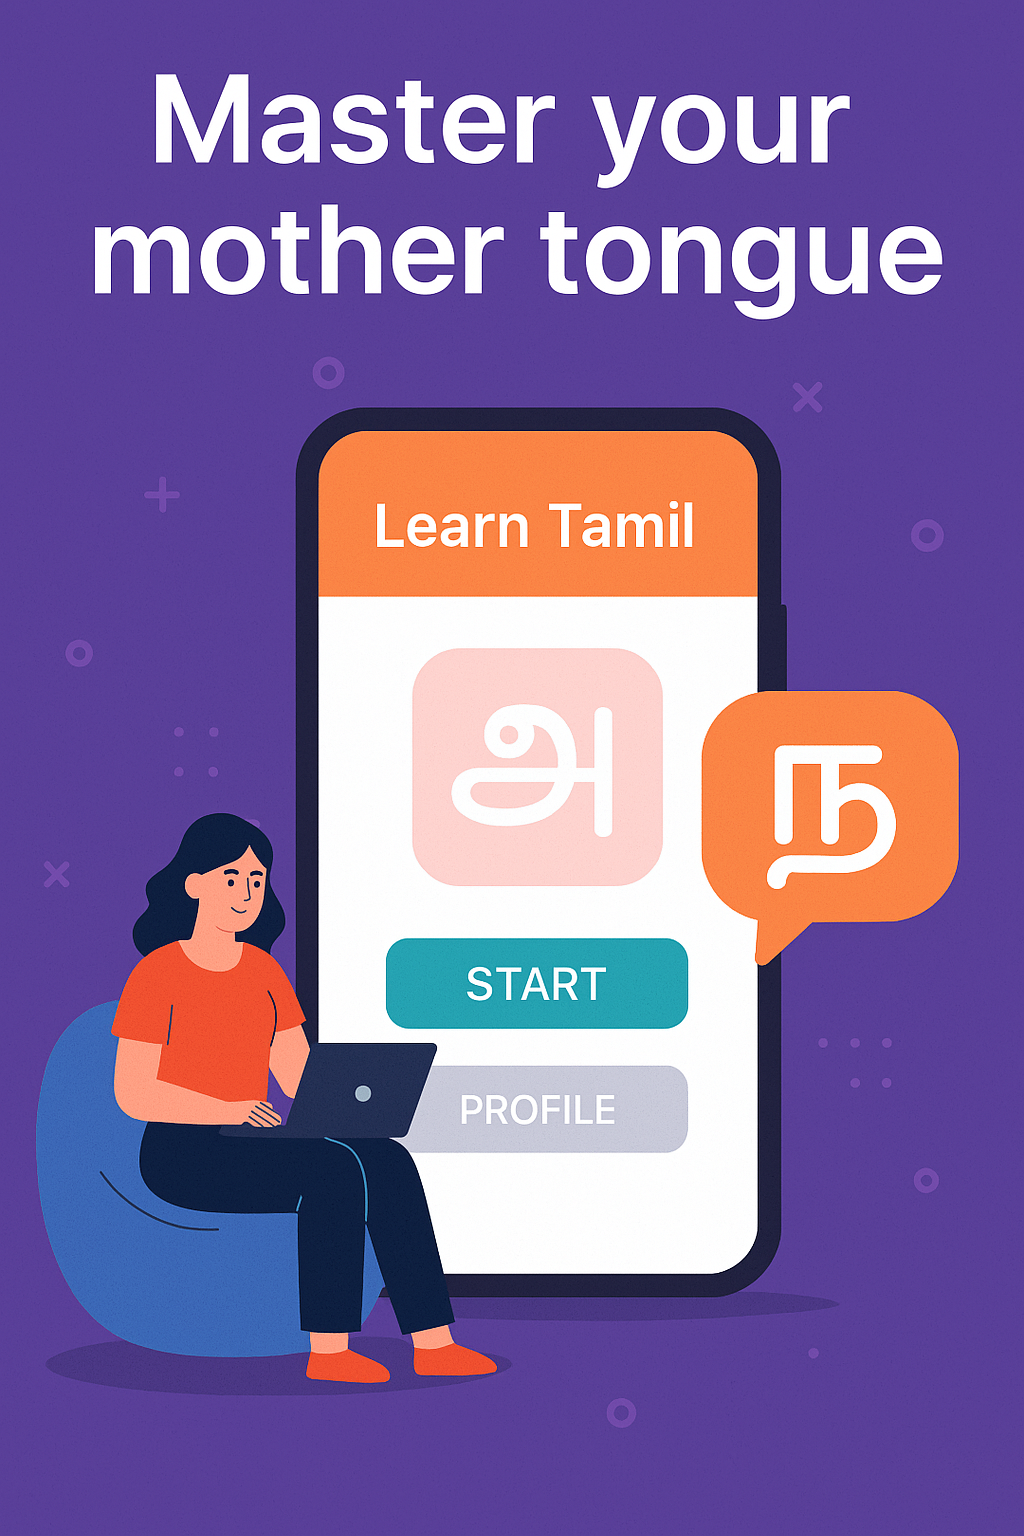 Master your
mother tongue
Learn Tamil
அ
ந
START
PROFILE